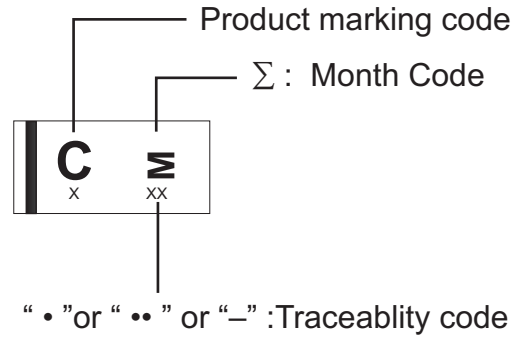 Product marking code
∑ : Month Code
C Σ
X XX
“ • ”or “ •• ” or “–” :Traceablity code